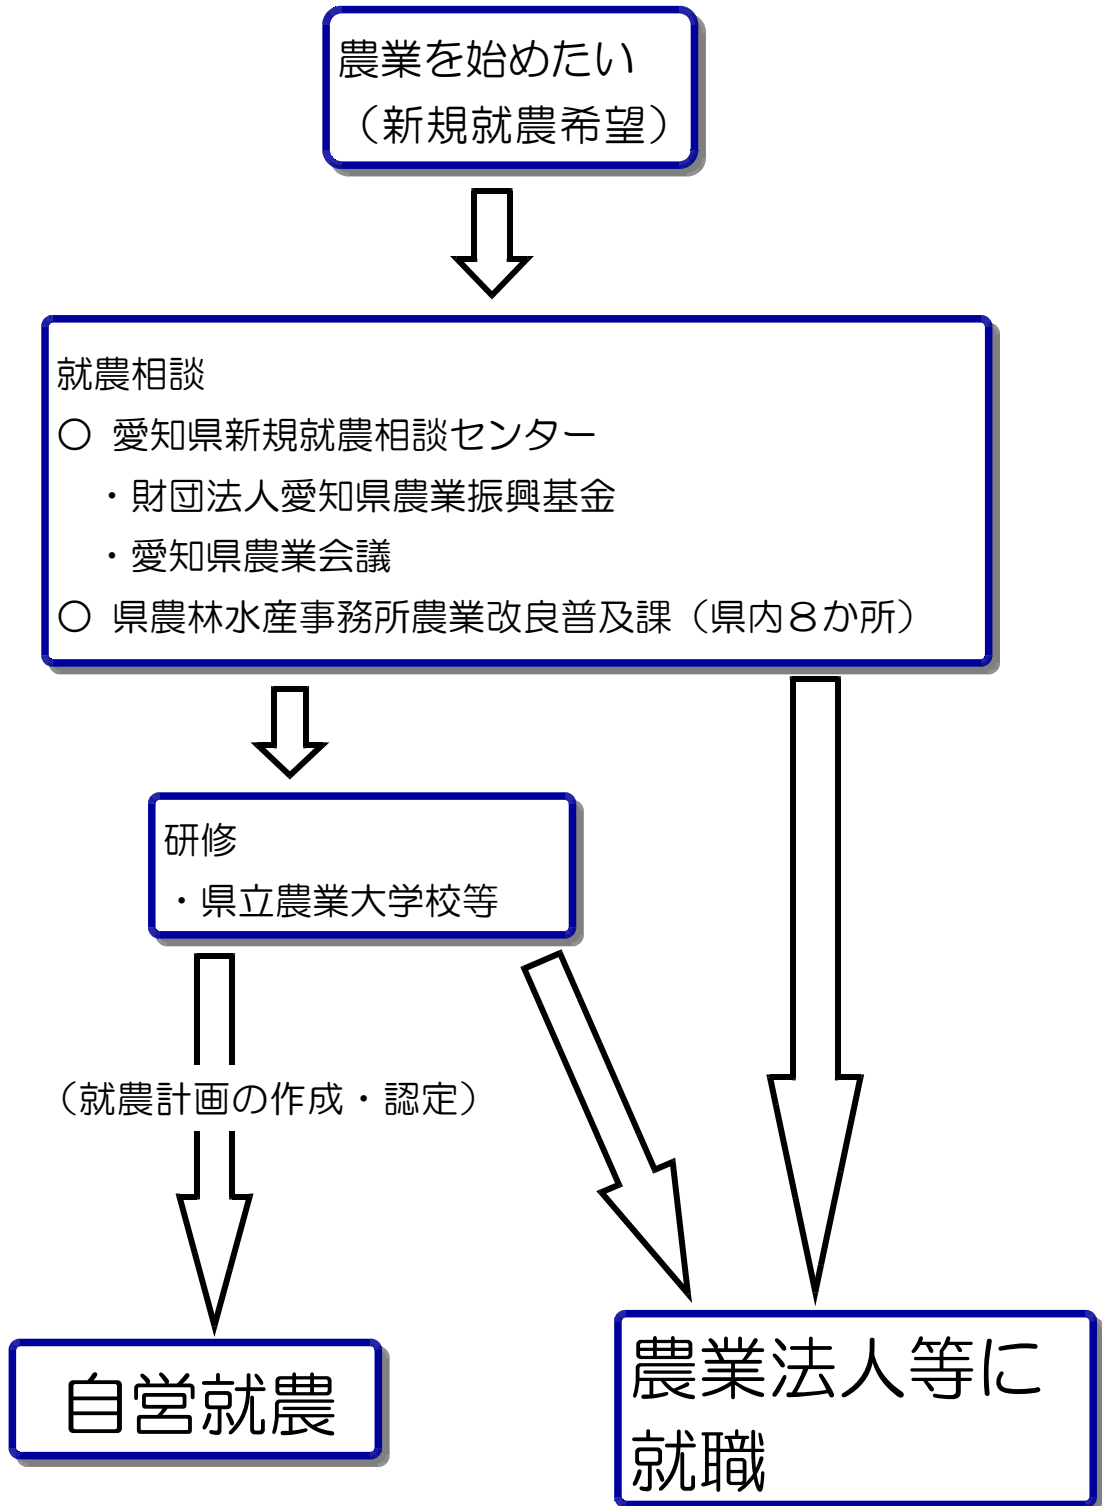 農業を始めたい
（新規就農希望）
就農相談
○ 愛知県新規就農相談センター
・財団法人愛知県農業振興基金
・愛知県農業会議
○ 県農林水産事務所農業改良普及課（県内８か所）
研修
・県立農業大学校等
（就農計画の作成・認定）
自営就農
農業法人等に
就職